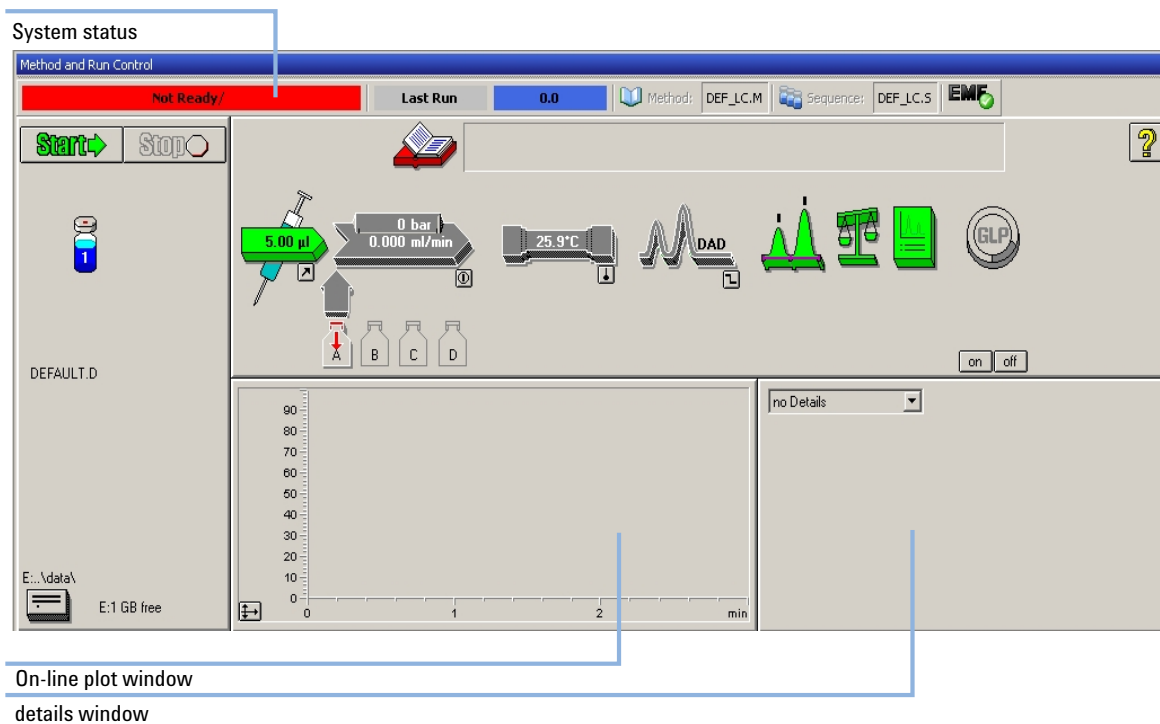 System status
Method and Run Control
Not Ready/ Last Run 0.0 Method: DEF_LC.M Sequence: DEF_LC.S EMF
Start Stop
?
1
5.00 µl
0 bar
0.000 ml/min
25.9°C
DAD
GLP
A B C D
on off
DEFAULT.D
no Details
90
80
70
60
50
40
30
20
10
0
0 1 2 min
E:..\data\
E:1 GB free
On-line plot window
details window